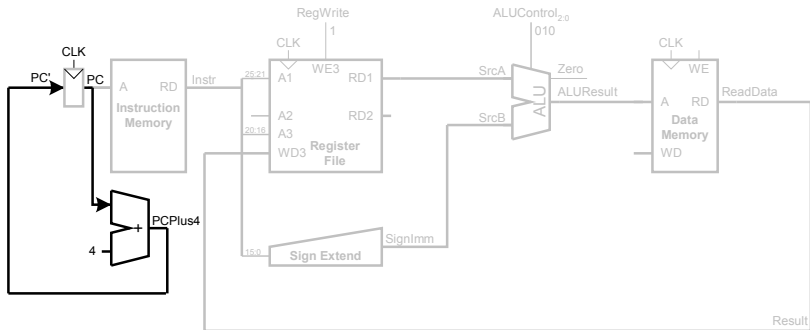 RegWrite
ALUControl2:0
1
010
CLK
CLK
CLK
PC'
PC
A
RD
Instr
Instruction
Memory
25:21
A1
WE3
RD1
A2
RD2
20:16
A3
WD3
Register
File
SrcA
SrcB
ALU
Zero
ALUResult
WE
A
RD
Data
Memory
WD
ReadData
+
PCPlus4
4
15:0
Sign Extend
SignImm
Result